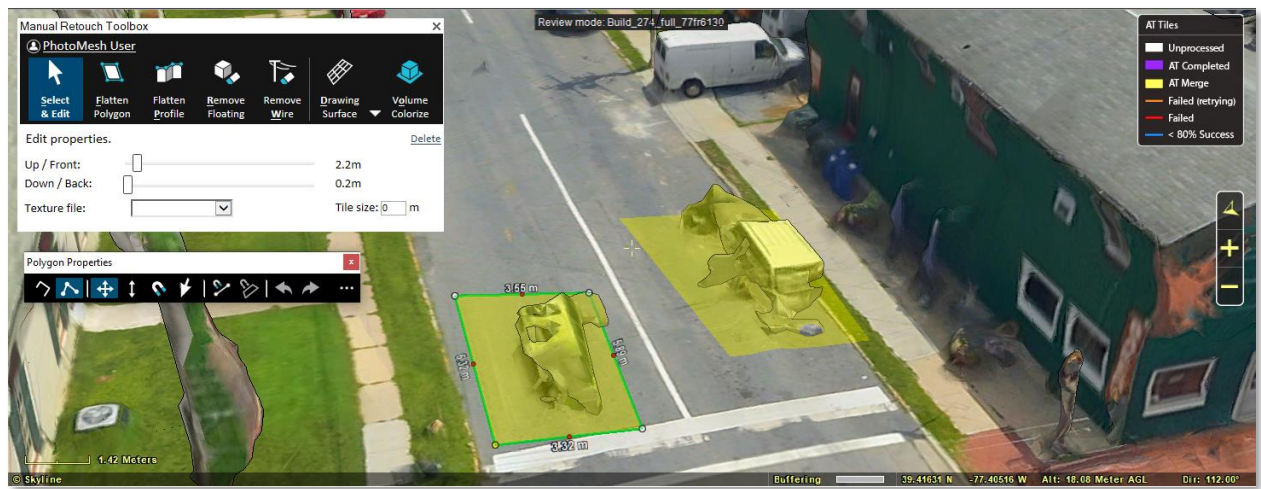 Manual Retouch Toolbox
PhotoMesh User
Select & Edit
Flatten Polygon
Flatten Profile
Remove Floating
Remove Wire
Drawing Surface
Volume Colorize
Edit properties.
Delete
Up / Front:
2.2m
Down / Back:
0.2m
Texture file:
Tile size: 0 m
Polygon Properties
Review mode: Build_274_full_77fr6130
AT Tiles
Unprocessed
AT Completed
AT Merge
Failed (retrying)
Failed
< 80% Success
3.55 m
3.32 m
1.42 Meters
© Skyline
Buffering
39.41631 N -77.40516 W Alt: 18.08 Meter AGL Dir: 112.00°